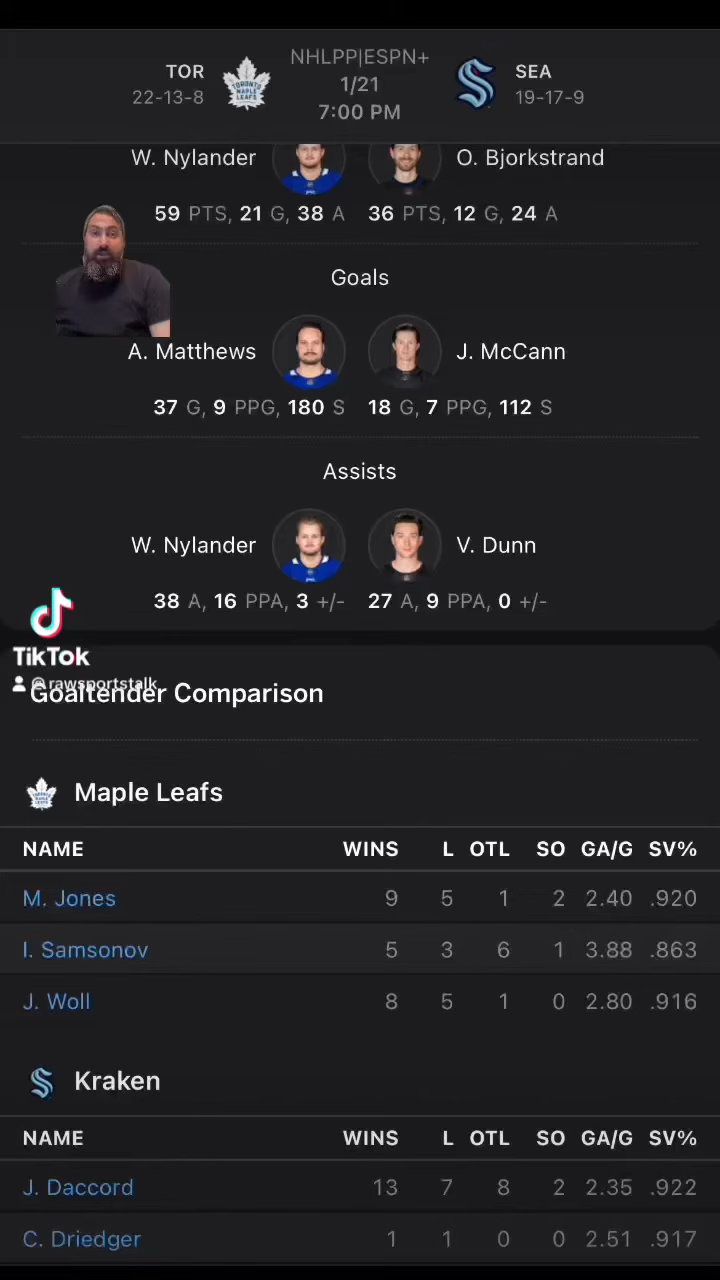 NHLPP|ESPN+
TOR
22-13-8
1/21
7:00 PM
SEA
19-17-9
W. Nylander O. Bjorkstrand
59 PTS, 21 G, 38 A 36 PTS, 12 G, 24 A
Goals
A. Matthews J. McCann
37 G, 9 PPG, 180 S 18 G, 7 PPG, 112 S
Assists
W. Nylander V. Dunn
38 A, 16 PPA, 3 +/- 27 A, 9 PPA, 0 +/-
TikTok
@rawsportstalk
Goaltender Comparison
Maple Leafs
NAME WINS L OTL SO GA/G SV%
M. Jones 9 5 1 2 2.40 .920
I. Samsonov 5 3 6 1 3.88 .863
J. Woll 8 5 1 0 2.80 .916
Kraken
NAME WINS L OTL SO GA/G SV%
J. Daccord 13 7 8 2 2.35 .922
C. Driedger 1 1 0 0 2.51 .917